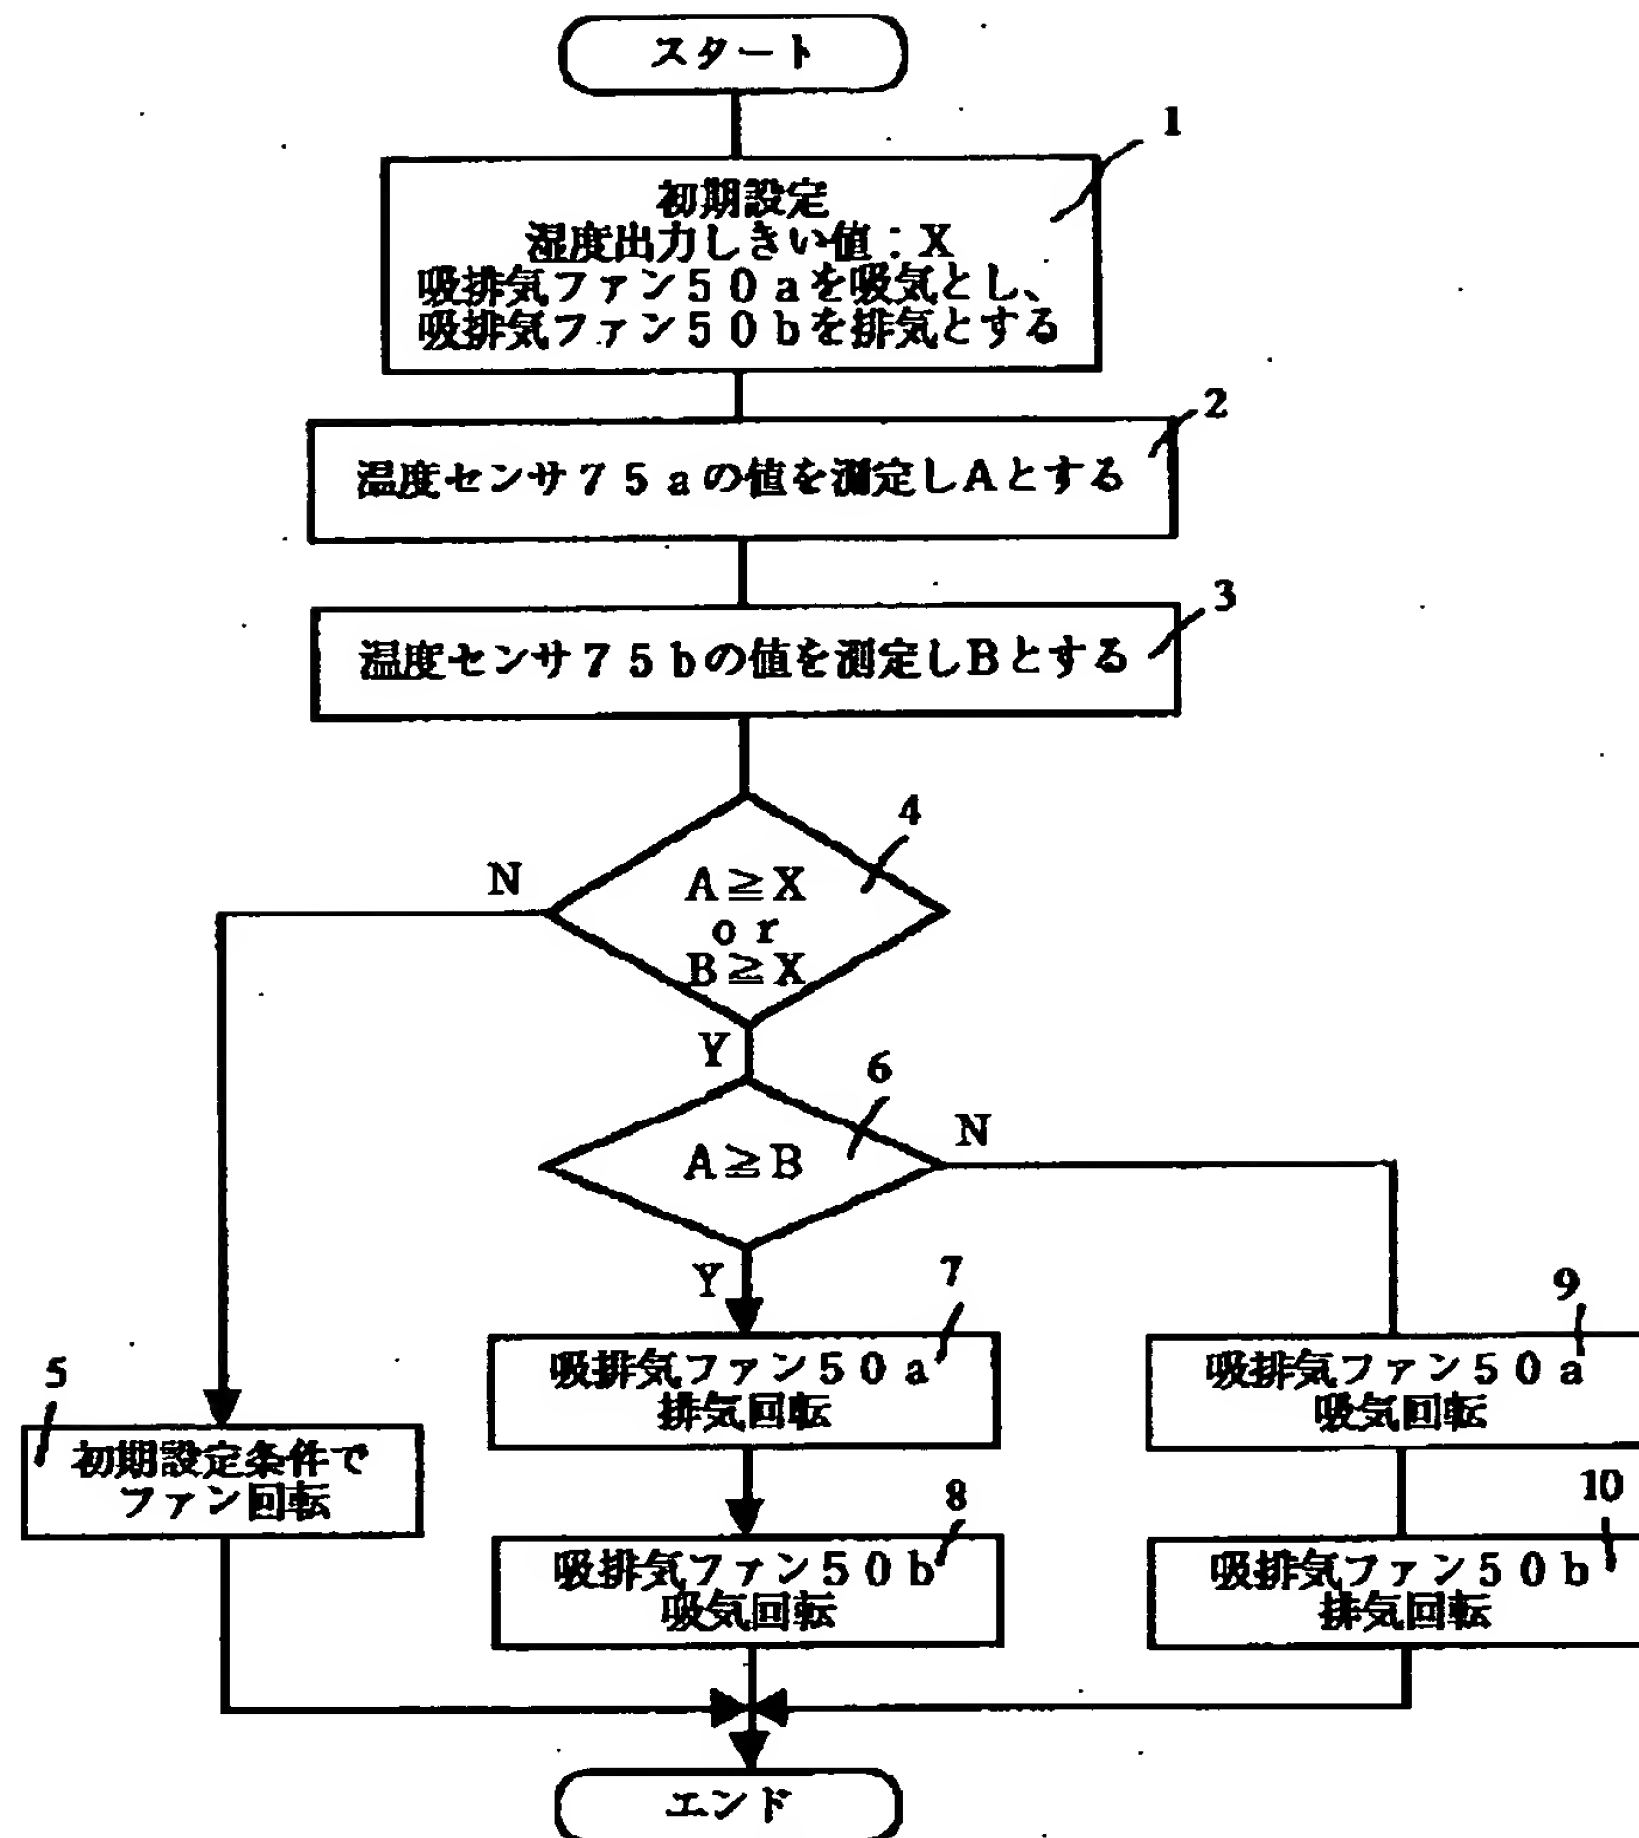 スタート
1
初期設定
湿度出力しきい値:X
吸排気ファン50aを吸気とし、
吸排気ファン50bを排気とする
2
温度センサ75aの値を測定しAとする
3
温度センサ75bの値を測定しBとする
4
N
A≧X
or
B≧X
Y
6
N
A≧B
Y
7
吸排気ファン50a
排気回転
9
吸排気ファン50a
吸気回転
5
初期設定条件で
ファン回転
8
吸排気ファン50b
吸気回転
10
吸排気ファン50b
排気回転
エンド